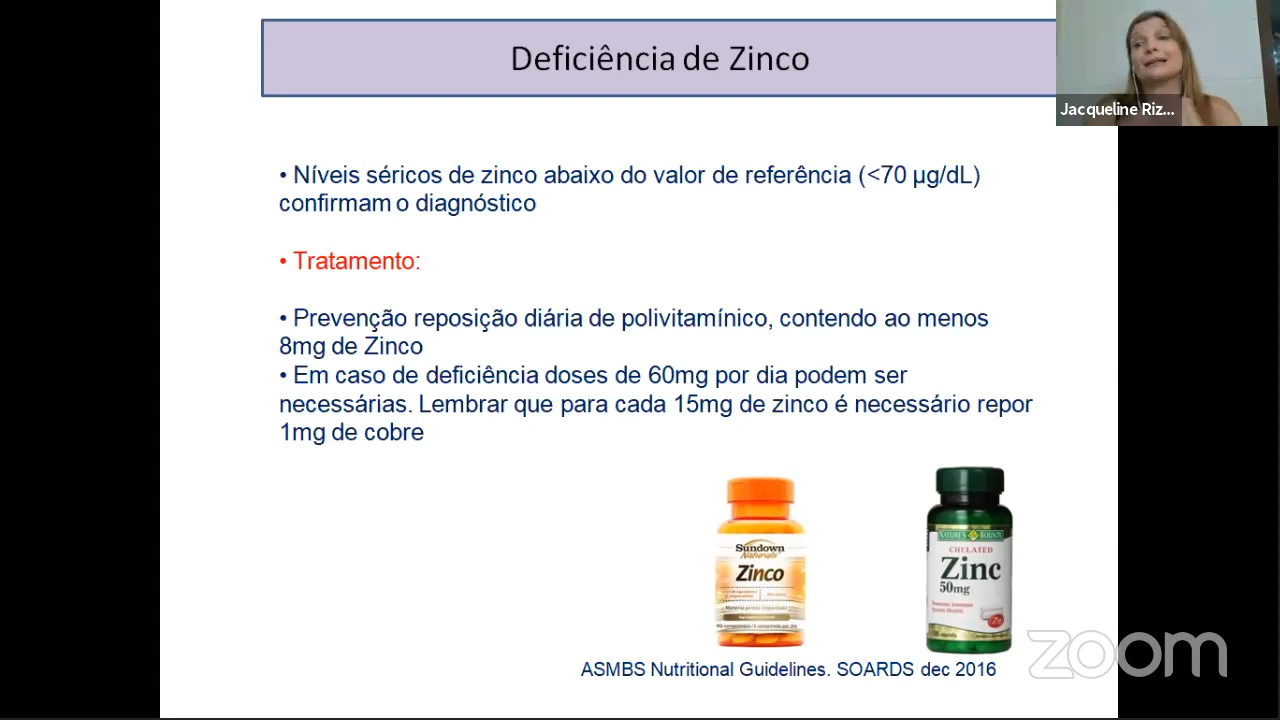 Deficiência de Zinco
Jacqueline Riz...
• Níveis séricos de zinco abaixo do valor de referência (<70 µg/dL)
confirmam o diagnóstico
• Tratamento:
• Prevenção reposição diária de polivitamínico, contendo ao menos
8mg de Zinco
• Em caso de deficiência doses de 60mg por dia podem ser
necessárias. Lembrar que para cada 15mg de zinco é necessário repor
1mg de cobre
Sundown
Naturals
Zinco
NATURE'S BOUNTY
CHELATED
Zinc
50mg
ASMBS Nutritional Guidelines. SOARDS dec 2016
zoom